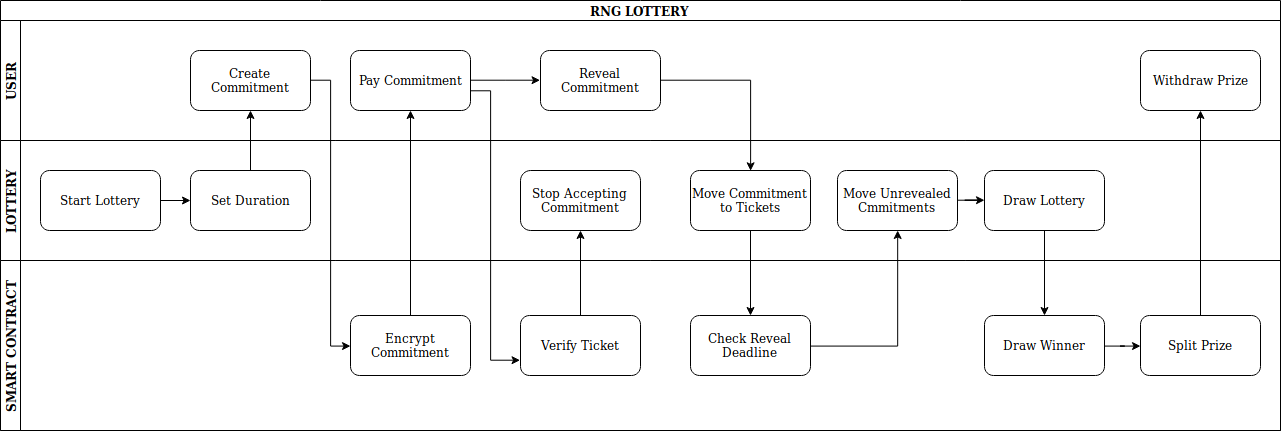 RNG LOTTERY
USER
Create
Commitment
Pay Commitment
Reveal
Commitment
Withdraw Prize
LOTTERY
Start Lottery
Set Duration
Stop Accepting
Commitment
Move Commitment
to Tickets
Move Unrevealed
Cmmitments
Draw Lottery
SMART CONTRACT
Encrypt
Commitment
Verify Ticket
Check Reveal
Deadline
Draw Winner
Split Prize